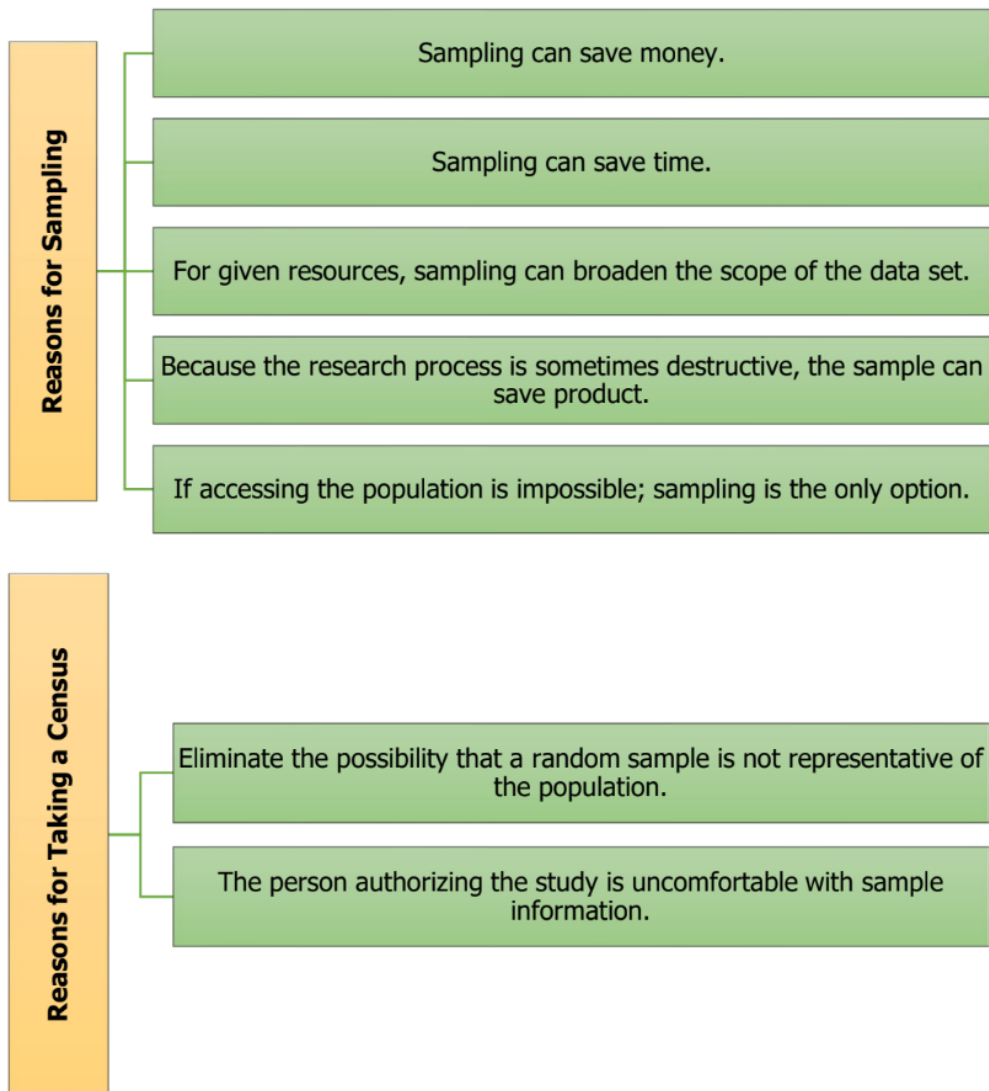 Reasons for Sampling
Sampling can save money.
Sampling can save time.
For given resources, sampling can broaden the scope of the data set.
Because the research process is sometimes destructive, the sample can
save product.
If accessing the population is impossible; sampling is the only option.
Reasons for Taking a Census
Eliminate the possibility that a random sample is not representative of
the population.
The person authorizing the study is uncomfortable with sample
information.